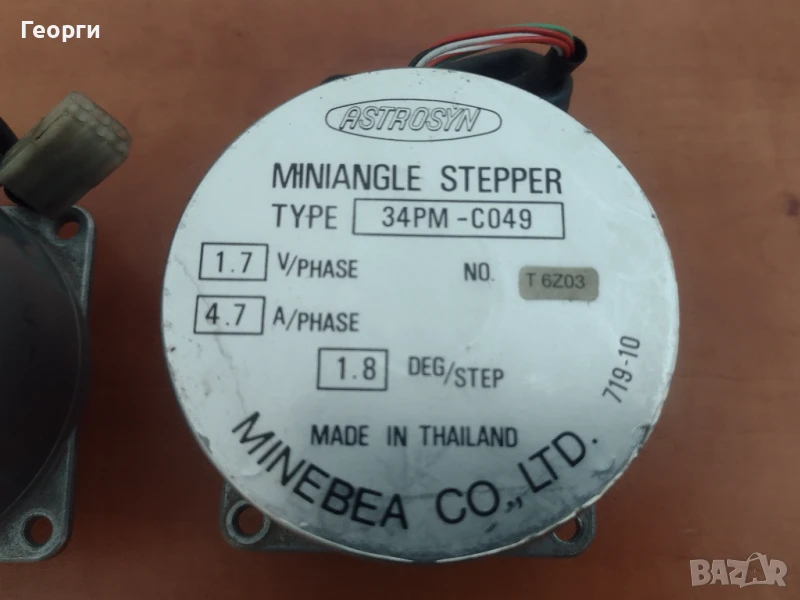 Георги
ASTROSYN
MINIANGLE STEPPER
TYPE 34PM-C049
1.7 V/PHASE NO. T 6Z03
4.7 A/PHASE
1.8 DEG/STEP
719-10
MADE IN THAILAND
MINEBEA CO., LTD.
BAZAR